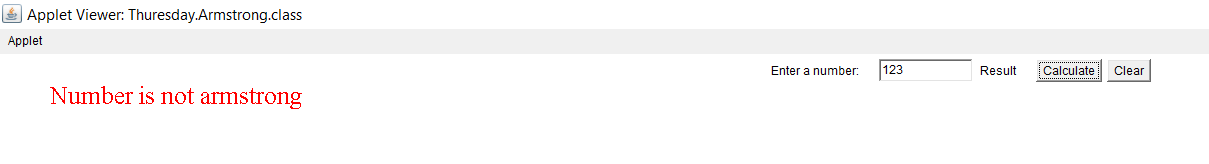 Applet Viewer: Thuresday.Armstrong.class
Applet
Enter a number: 123 Result Calculate Clear
Number is not armstrong